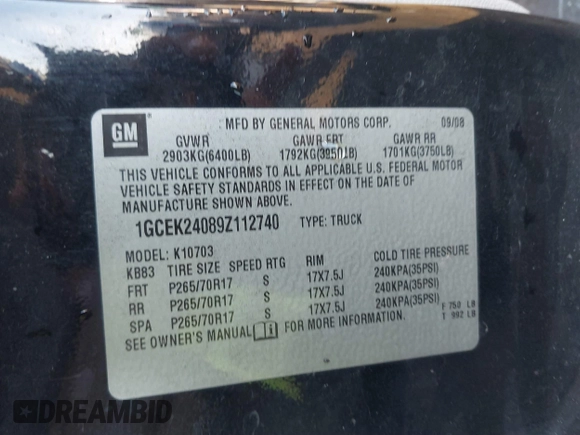 GM
MFD BY GENERAL MOTORS CORP. 09/08
GVWR GAWR FRT GAWR RR
2903KG(6400LB) 1792KG(3950LB) 1701KG(3750LB)
THIS VEHICLE CONFORMS TO ALL APPLICABLE U.S. FEDERAL MOTOR
VEHICLE SAFETY STANDARDS IN EFFECT ON THE DATE OF
MANUFACTURE SHOWN ABOVE.
1GCEK24089Z112740 TYPE: TRUCK
MODEL: K10703
KB83 TIRE SIZE SPEED RTG RIM COLD TIRE PRESSURE
FRT P265/70R17 S 17X7.5J 240KPA(35PSI)
RR P265/70R17 S 17X7.5J 240KPA(35PSI)
SPA P265/70R17 S 17X7.5J 240KPA(35PSI)
SEE OWNER'S MANUAL FOR MORE INFORMATION.
F 750 LB
T 992 LB
DREAMBID